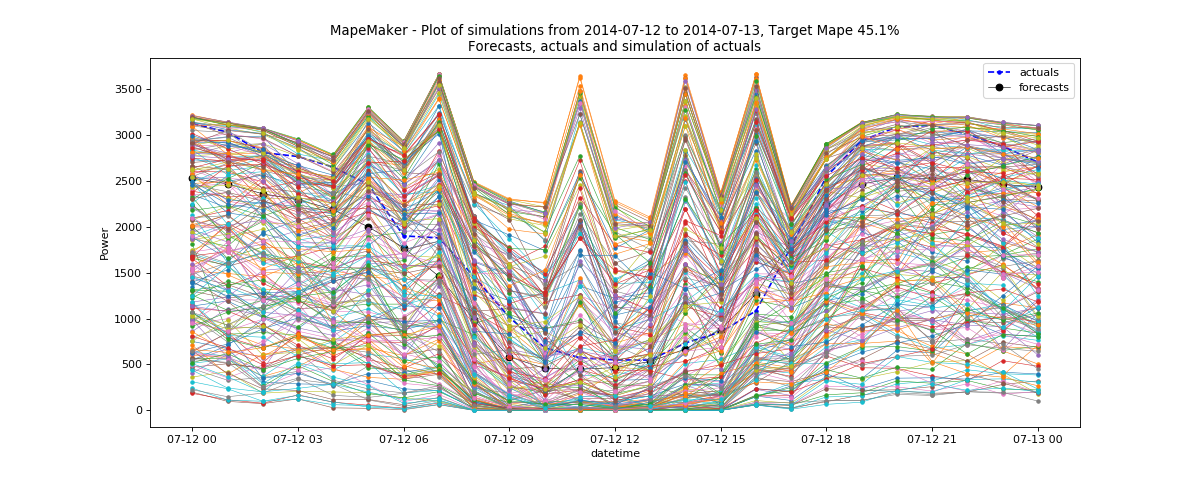 MapeMaker - Plot of simulations from 2014-07-12 to 2014-07-13, Target Mape 45.1%
Forecasts, actuals and simulation of actuals
actuals
forecasts
3500
3000
2500
2000
1500
1000
500
0
Power
07-12 00
07-12 03
07-12 06
07-12 09
07-12 12
07-12 15
07-12 18
07-12 21
07-13 00
datetime